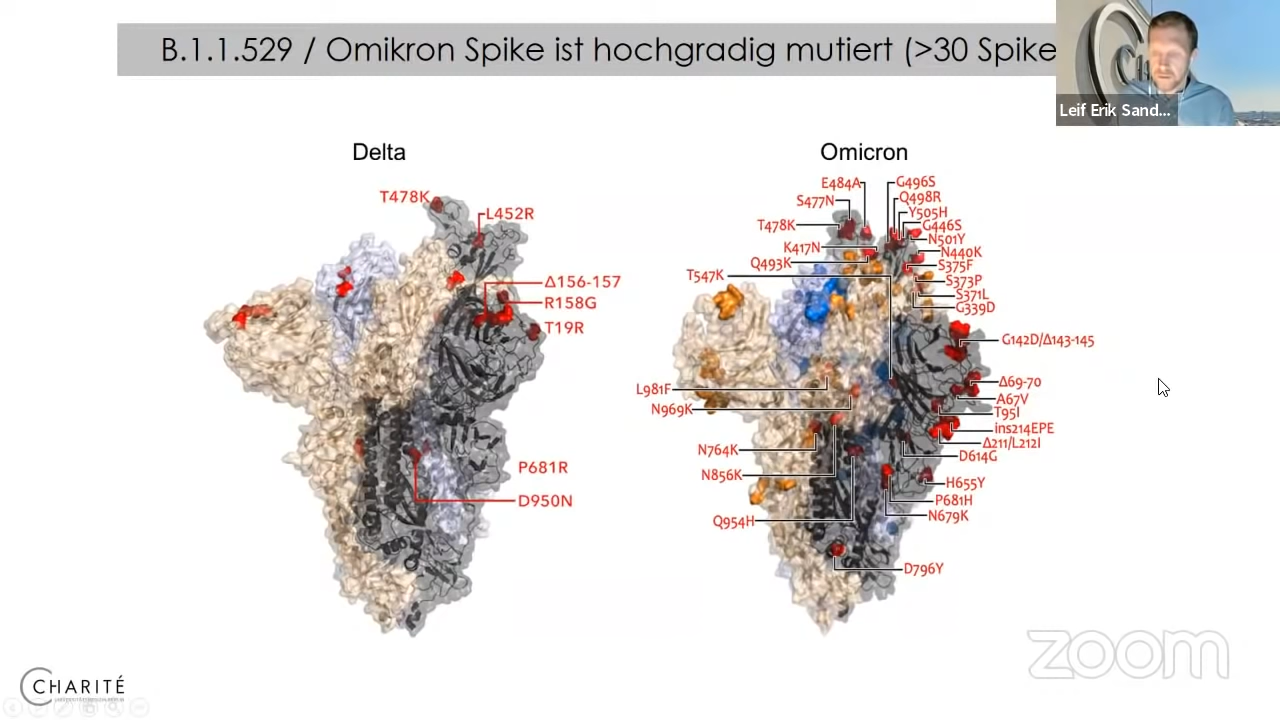 B.1.1.529 / Omikron Spike ist hochgradig mutiert (>30 Spike
Leif Erik Sand...
Delta
T478K
L452R
Δ156-157
R158G
T19R
P681R
D950N
Omicron
E484A
S477N
T478K
K417N
Q493K
T547K
G496S
Q498R
Y505H
G446S
N501Y
N440K
S375F
S373P
S371L
G339D
G142D/Δ143-145
L981F
N969K
Δ69-70
A67V
T95I
ins214EPE
Δ211/L212I
D614G
N764K
N856K
H655Y
P681H
N679K
Q954H
D796Y
CHARITÉ
zoom